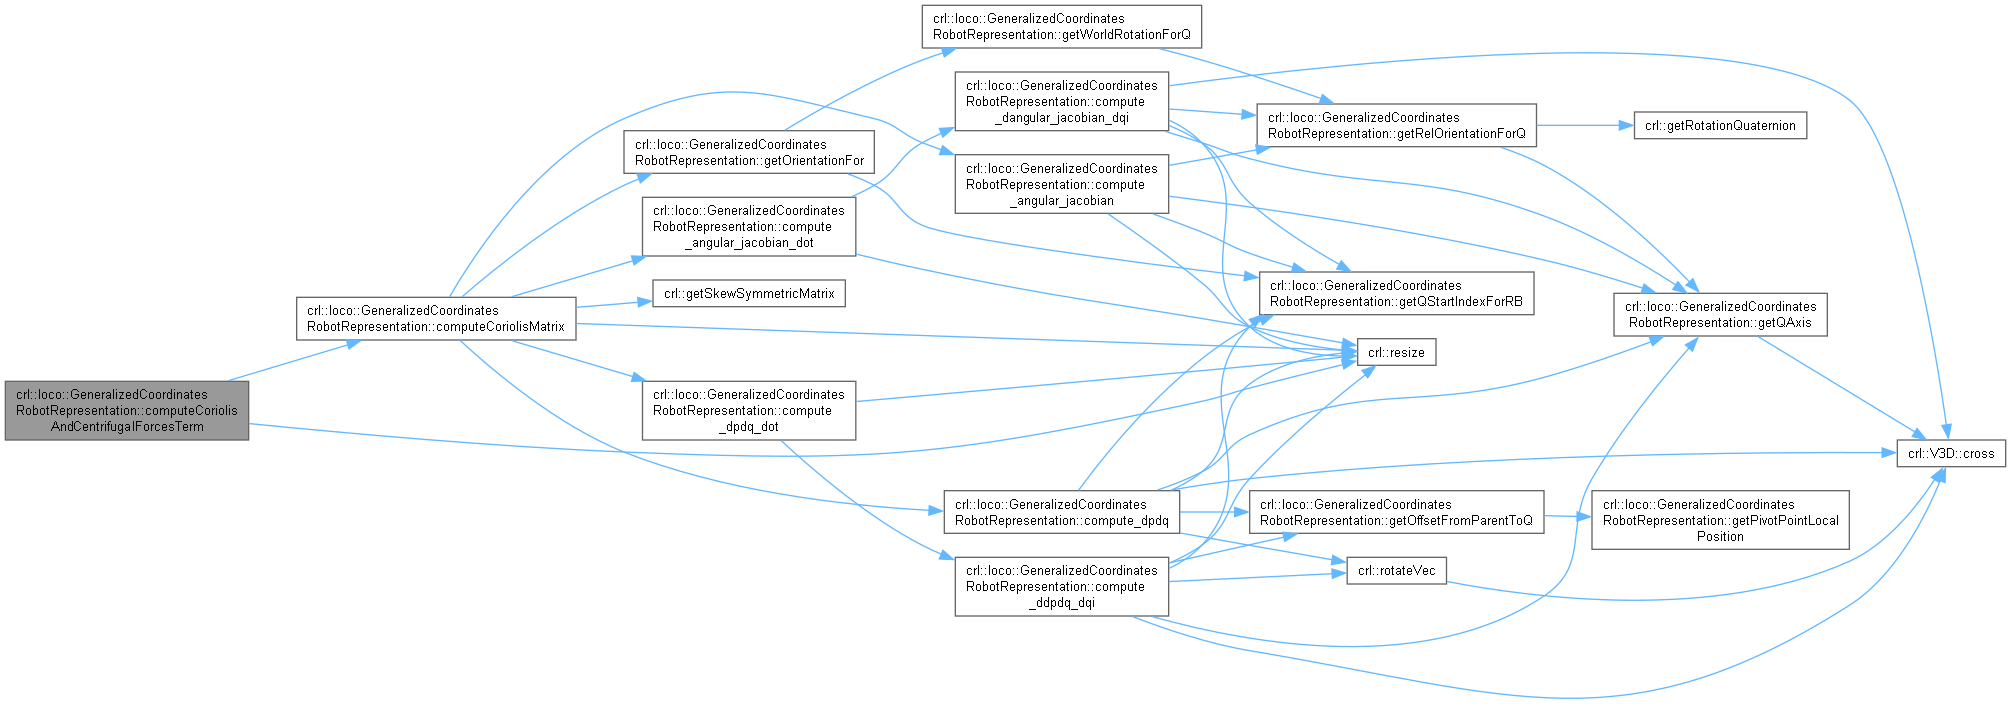 crl::loco::GeneralizedCoordinates
RobotRepresentation::computeCoriolis
AndCentrifugalForcesTerm
crl::loco::GeneralizedCoordinates
RobotRepresentation::computeCoriolisMatrix
crl::loco::GeneralizedCoordinates
RobotRepresentation::getOrientationFor
crl::loco::GeneralizedCoordinates
RobotRepresentation::compute
_angular_jacobian_dot
crl::getSkewSymmetricMatrix
crl::loco::GeneralizedCoordinates
RobotRepresentation::compute
_dpdq_dot
crl::loco::GeneralizedCoordinates
RobotRepresentation::getWorldRotationForQ
crl::loco::GeneralizedCoordinates
RobotRepresentation::compute
_dangular_jacobian_dqi
crl::loco::GeneralizedCoordinates
RobotRepresentation::compute
_angular_jacobian
crl::loco::GeneralizedCoordinates
RobotRepresentation::compute_dpdq
crl::loco::GeneralizedCoordinates
RobotRepresentation::compute
_ddpdq_dqi
crl::loco::GeneralizedCoordinates
RobotRepresentation::getRelOrientationForQ
crl::loco::GeneralizedCoordinates
RobotRepresentation::getQStartIndexForRB
crl::resize
crl::loco::GeneralizedCoordinates
RobotRepresentation::getOffsetFromParentToQ
crl::rotateVec
crl::getRotationQuaternion
crl::loco::GeneralizedCoordinates
RobotRepresentation::getQAxis
crl::loco::GeneralizedCoordinates
RobotRepresentation::getPivotPointLocal
Position
crl::V3D::cross